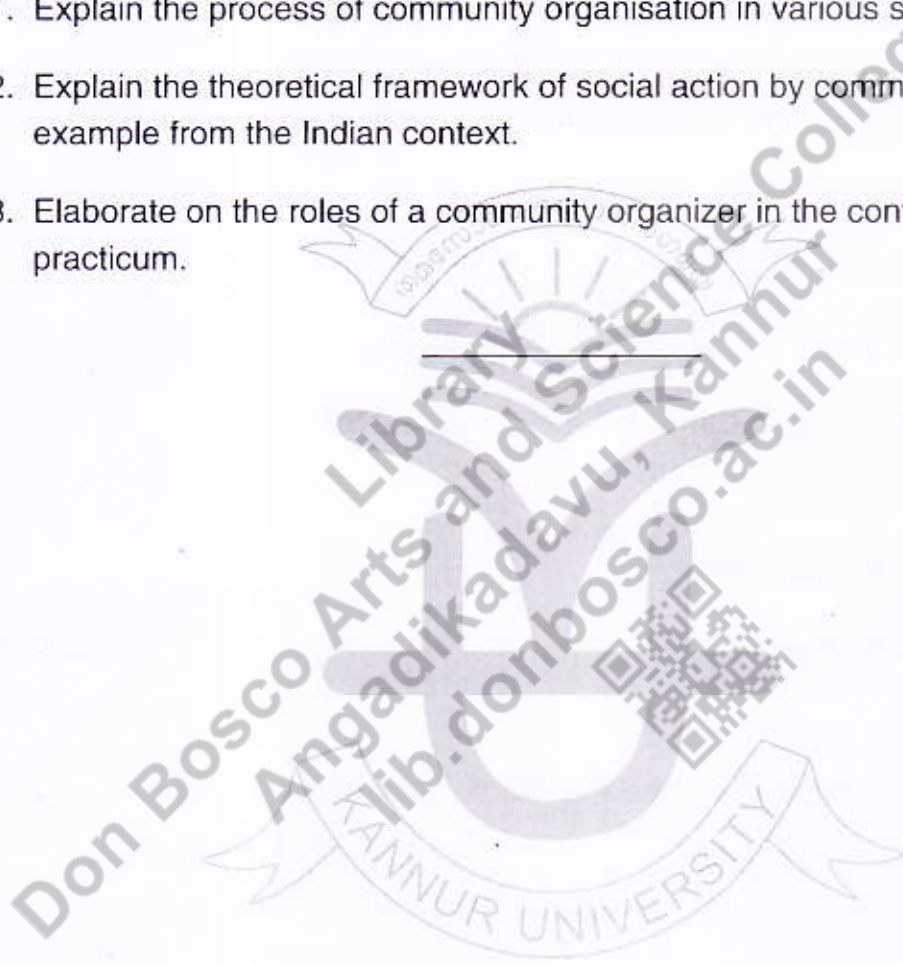 . Explain the process of community organisation in various s
2. Explain the theoretical framework of social action by comm
example from the Indian context.
3. Elaborate on the roles of a community organizer in the con
practicum.
Library
Don Bosco Arts and Science College
Angadikadavu, Kannur
lib.donbosco.ac.in
KANNUR UNIVERSITY